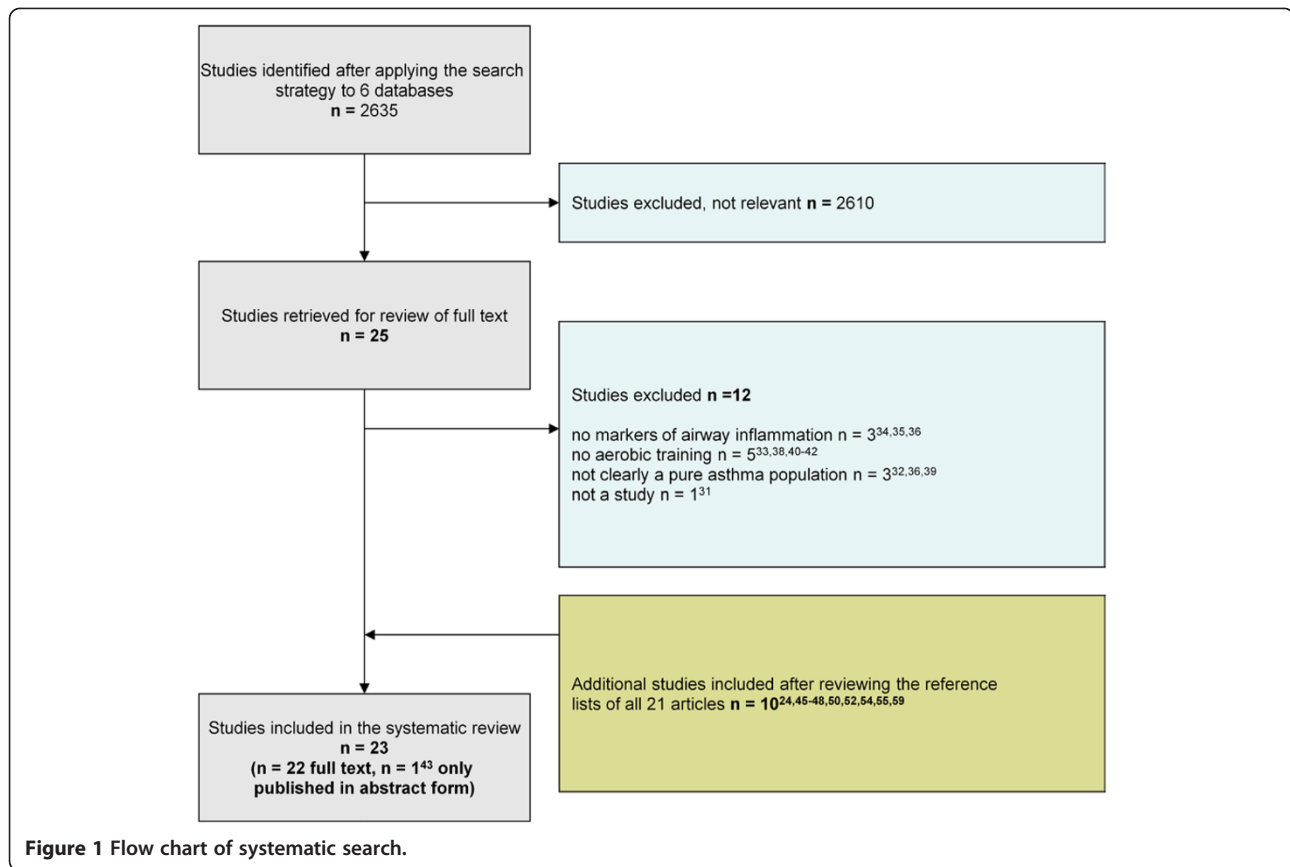 Studies identified after applying the search
strategy to 6 databases
n = 2635
Studies excluded, not relevant n = 2610
Studies retrieved for review of full text
n = 25
Studies excluded n =12
no markers of airway inflammation n = 3³⁴,³⁵,³⁶
no aerobic training n = 5³³,³⁸,⁴⁰⁻⁴²
not clearly a pure asthma population n = 3³²,³⁶,³⁹
not a study n = 1³¹
Additional studies included after reviewing the reference
lists of all 21 articles n = 10²⁴,⁴⁵⁻⁴⁸,⁵⁰,⁵²,⁵⁴,⁵⁵,⁵⁹
Studies included in the systematic review
n = 23
(n = 22 full text, n = 1⁴³ only
published in abstract form)
Figure 1 Flow chart of systematic search.